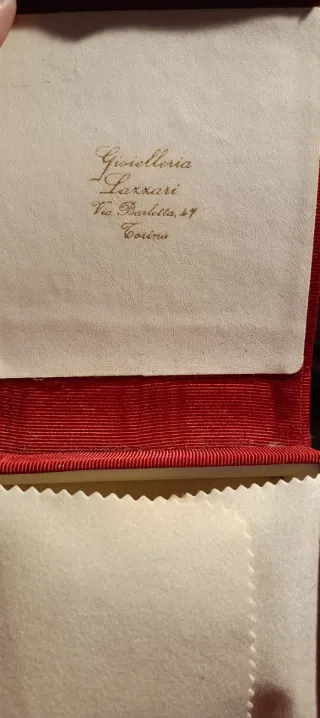 Gioielleria
Lazzari
Via Barletta, 47
Torino